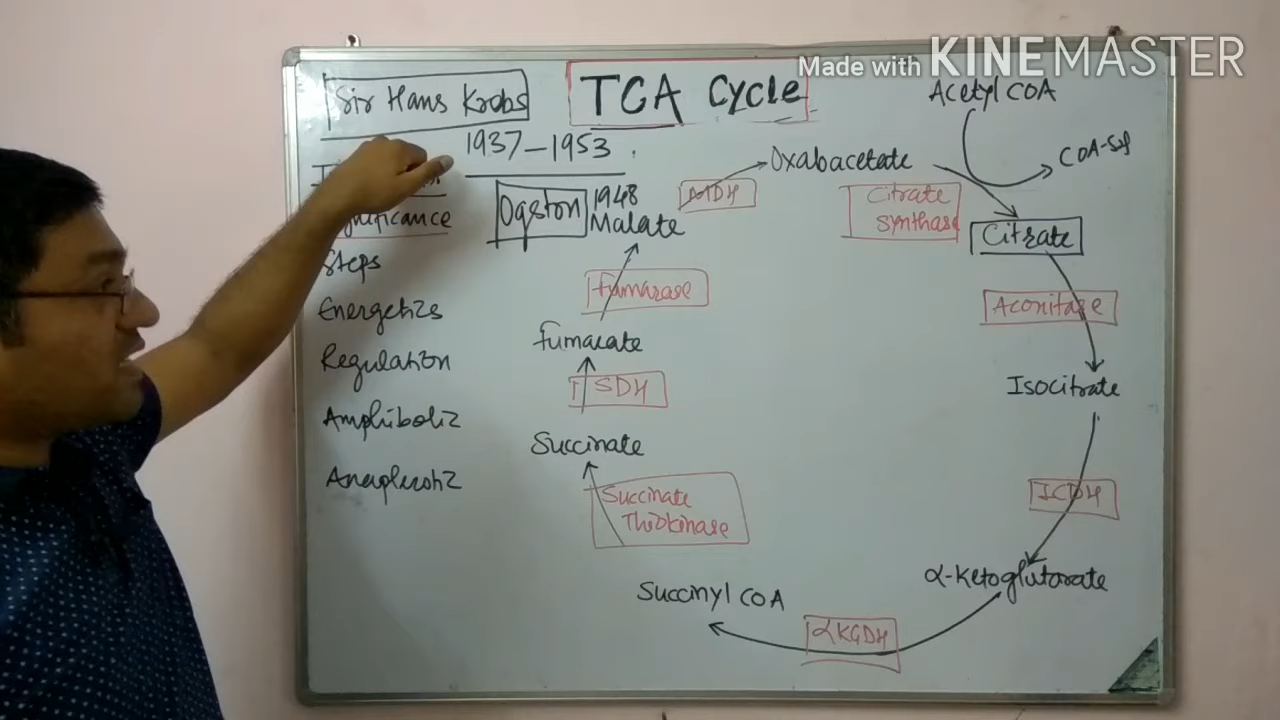 Made with KINEMASTER
Sir Hans Krebs
TCA Cycle
1937-1953
Ogston 1948
Significance
Steps
Energetics
Regulation
Amphibolic
Anaplerotic
Acetyl COA
COA-SH
Oxaloacetate
Citrate
synthase
Citrate
Aconitase
Isocitrate
ICDH
α-Ketoglutarate
αKGDH
Succinyl COA
Succinate
Thiokinase
Succinate
SDH
Fumarate
Fumarase
Malate
MDH